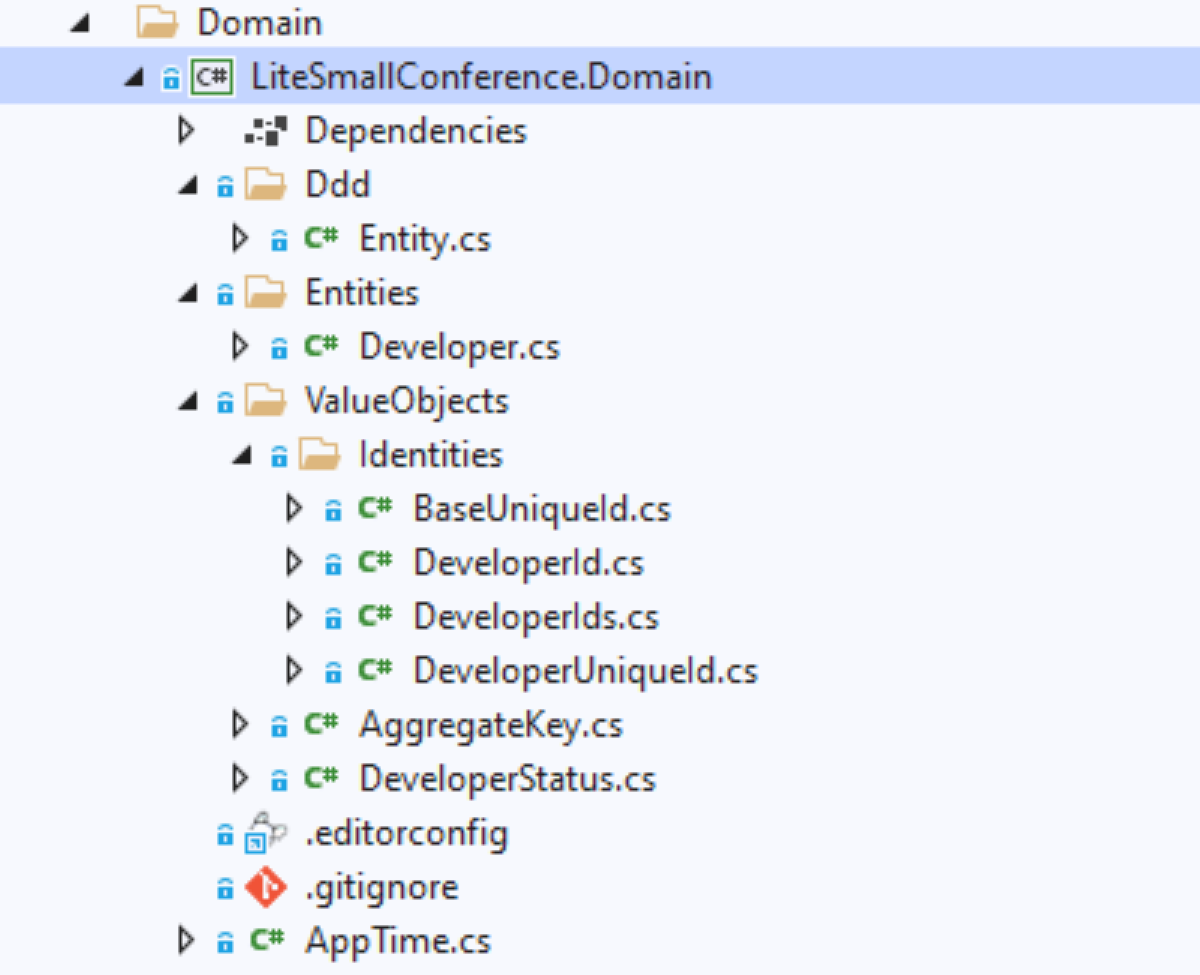 Domain
C# LiteSmallConference.Domain
Dependencies
Ddd
C# Entity.cs
Entities
C# Developer.cs
ValueObjects
Identities
C# BaseUniqueId.cs
C# DeveloperId.cs
C# DeveloperIds.cs
C# DeveloperUniqueId.cs
C# AggregateKey.cs
C# DeveloperStatus.cs
.editorconfig
.gitignore
C# AppTime.cs